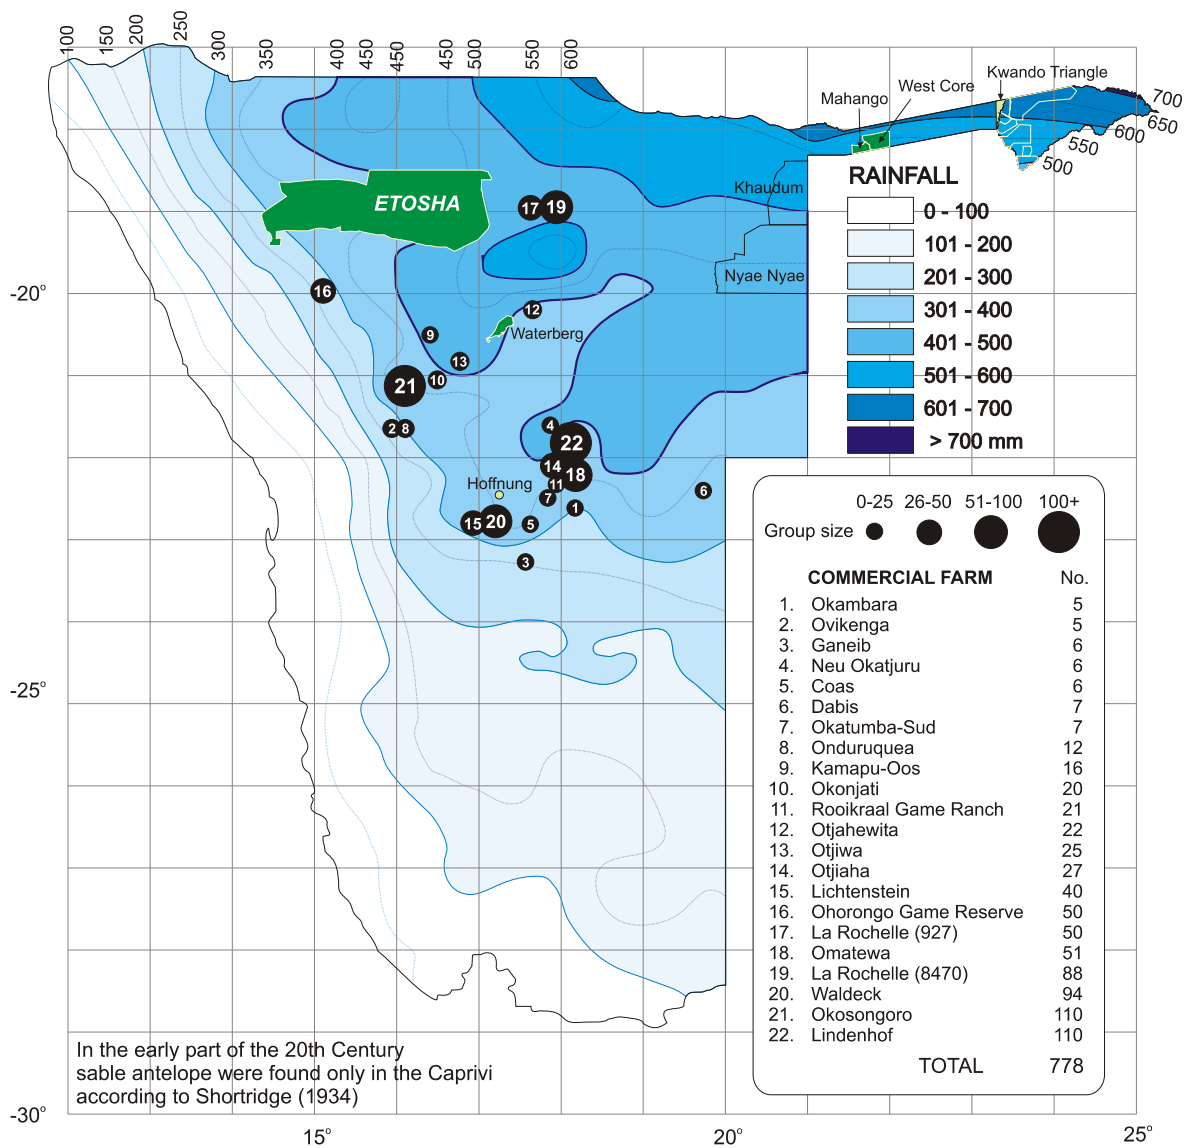 100
150
200
250
300
350
400
450
450
450
500
550
600
Kwando Triangle
West Core
Mahango
700
650
600
550
500
RAINFALL
0 - 100
101 - 200
201 - 300
301 - 400
401 - 500
501 - 600
601 - 700
> 700 mm
Khaudum
Nyae Nyae
ETOSHA
17
19
16
12
Waterberg
9
13
10
21
2
8
4
22
14
18
11
Hoffnung
7
6
1
15
20
5
3
-20°
-25°
-30°
15°
20°
25°
0-25 26-50 51-100 100+
Group size
COMMERCIAL FARM No.
1. Okambara 5
2. Ovikenga 5
3. Ganeib 6
4. Neu Okatjuru 6
5. Coas 6
6. Dabis 7
7. Okatumba-Sud 7
8. Onduruquea 12
9. Kamapu-Oos 16
10. Okonjati 20
11. Rooikraal Game Ranch 21
12. Otjahewita 22
13. Otjiwa 25
14. Otjiaha 27
15. Lichtenstein 40
16. Ohorongo Game Reserve 50
17. La Rochelle (927) 50
18. Omatewa 51
19. La Rochelle (8470) 88
20. Waldeck 94
21. Okosongoro 110
22. Lindenhof 110
TOTAL 778
In the early part of the 20th Century
sable antelope were found only in the Caprivi
according to Shortridge (1934)